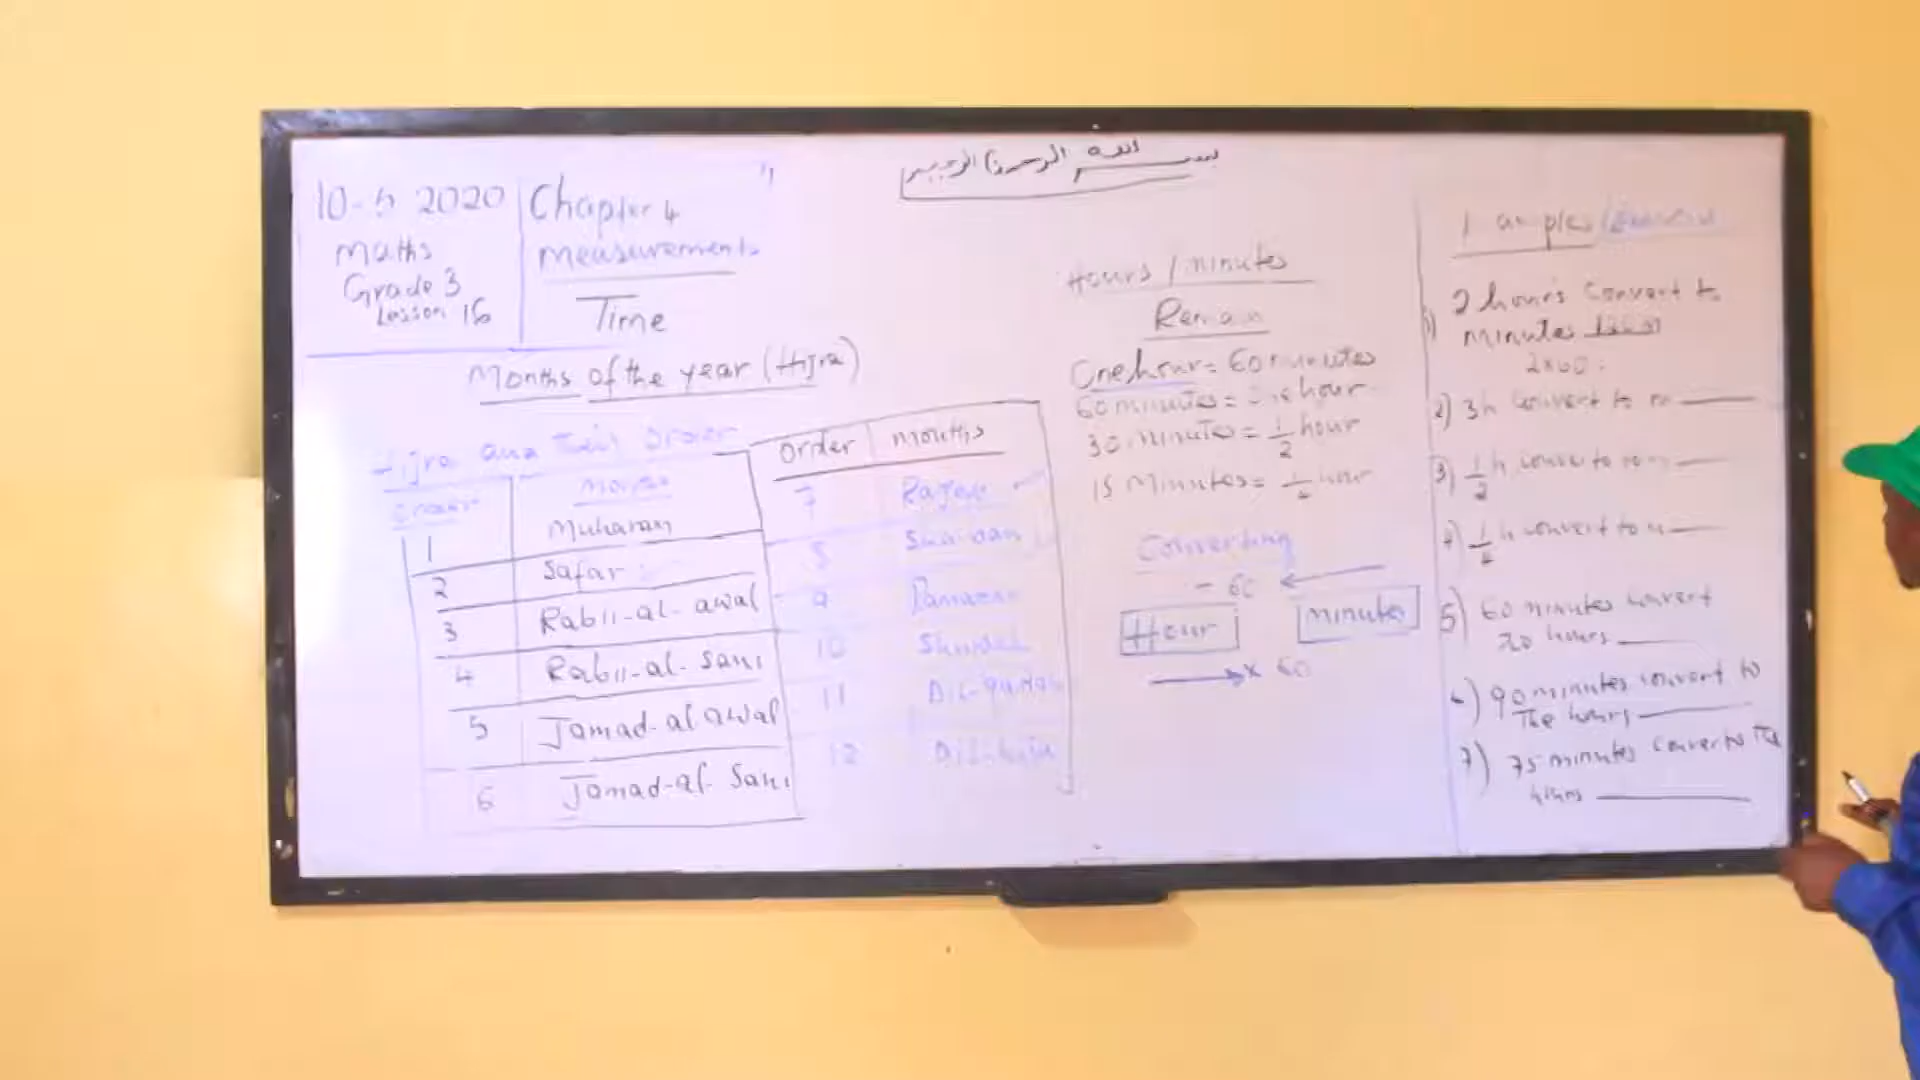 بسم الله الرحمن الرحيم
10-5 2020
Maths
Grade 3
Lesson 16
Chapter 4
measurements
Time
Months of the year (Hijra)
Hijra and their order
order months
1 Muharam
2 Safar
3 Rabii-al-awal
4 Rabii-al-Sani
5 Jamad-al awal
6 Jamad-al-Sani
order months
7
8
9
10
11
12
Hours / minutes
Remain
One hour = 60 minutes
60 minutes = one hour
30 minutes = 1/2 hour
15 Minutes = 1/4 hour
Converting
60
Hour minutes
x 60
1) 2 hours convert to
minutes
2x60
2) 3h convert to m
3) 1/2 h convert to m
4) 1/4 h convert to m
5) 60 minutes convert
to hours
6) 90 minutes convert to
The hours
7) 75 minutes convert to The
hours